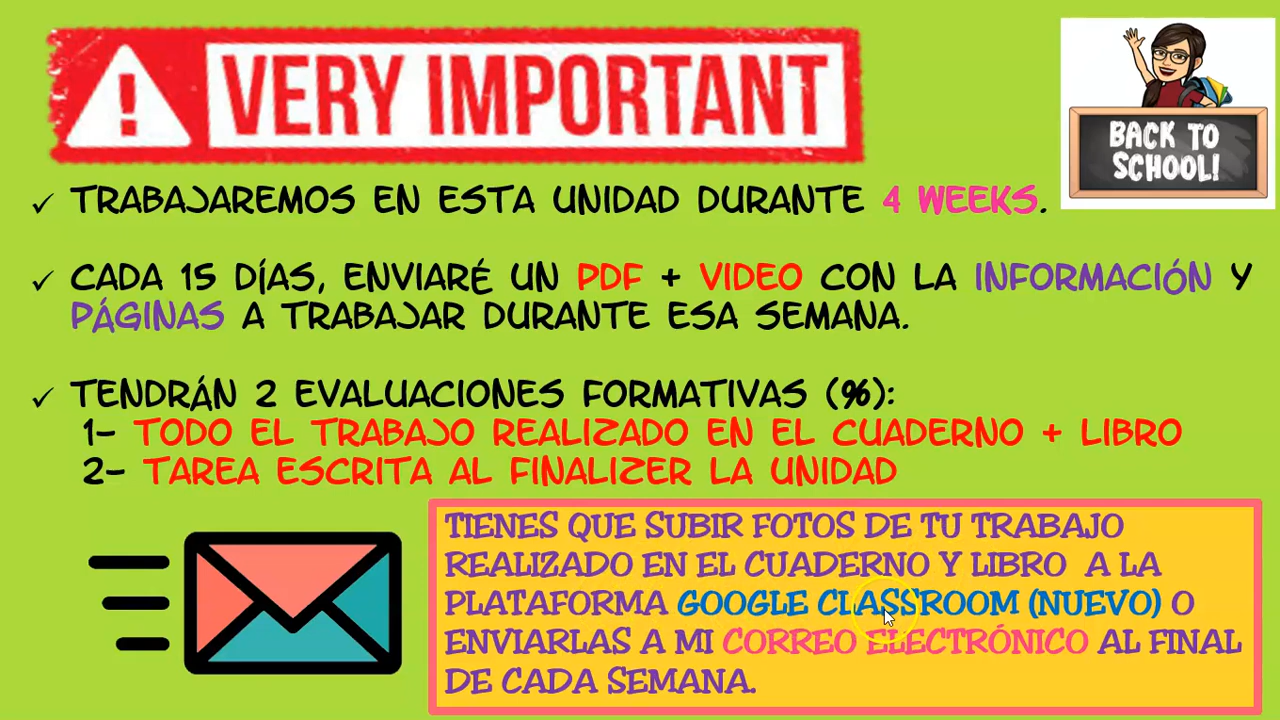 VERY IMPORTANT
BACK TO
SCHOOL!
TRABAJAREMOS EN ESTA UNIDAD DURANTE 4 WEEKS.
CADA 15 DÍAS, ENVIARÉ UN PDF + VIDEO CON LA INFORMACIÓN Y
PÁGINAS A TRABAJAR DURANTE ESA SEMANA.
TENDRÁN 2 EVALUACIONES FORMATIVAS (%):
1- TODO EL TRABAJO REALIZADO EN EL CUADERNO + LIBRO
2- TAREA ESCRITA AL FINALIZER LA UNIDAD
TIENES QUE SUBIR FOTOS DE TU TRABAJO
REALIZADO EN EL CUADERNO Y LIBRO A LA
PLATAFORMA GOOGLE CLASSROOM (NUEVO) O
ENVIARLAS A MI CORREO ELECTRÓNICO AL FINAL
DE CADA SEMANA.